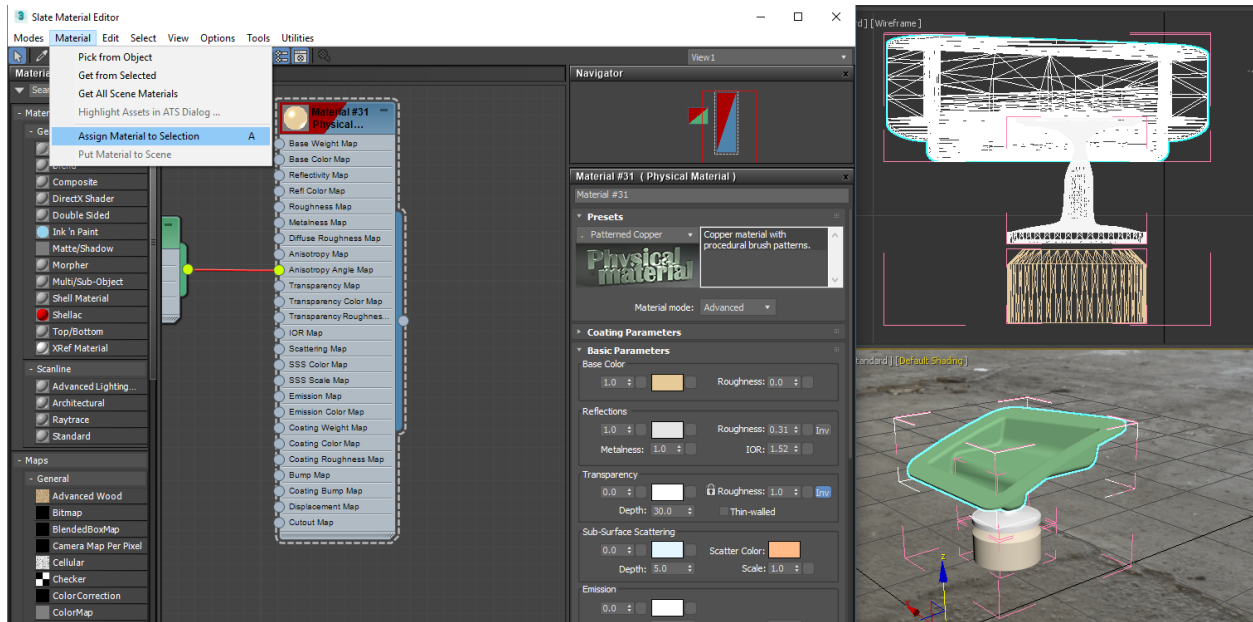 3 Slate Material Editor
Modes Material Edit Select View Options Tools Utilities
Pick from Object
Get from Selected
Get All Scene Materials
Highlight Assets in ATS Dialog ...
Assign Material to Selection A
Put Material to Scene
View1
Navigator
Composite
DirectX Shader
Double Sided
Ink 'n Paint
Matte/Shadow
Morpher
Multi/Sub-Object
Shell Material
Shellac
Top/Bottom
XRef Material
- Scanline
Advanced Lighting...
Architectural
Raytrace
Standard
- Maps
- General
Advanced Wood
Bitmap
BlendedBoxMap
Camera Map Per Pixel
Cellular
Checker
ColorCorrection
ColorMap
Material #31
Physical...
Base Weight Map
Base Color Map
Reflectivity Map
Refl Color Map
Roughness Map
Metalness Map
Diffuse Roughness Map
Anisotropy Map
Anisotropy Angle Map
Transparency Map
Transparency Color Map
Transparency Roughnes...
IOR Map
Scattering Map
SSS Color Map
SSS Scale Map
Emission Map
Emission Color Map
Coating Weight Map
Coating Color Map
Coating Roughness Map
Bump Map
Coating Bump Map
Displacement Map
Cutout Map
Material #31 ( Physical Material )
Material #31
Presets
. Patterned Copper
Copper material with
procedural brush patterns.
Physical
material
Material mode: Advanced
Coating Parameters
Basic Parameters
Base Color
1.0 Roughness: 0.0
Reflections
1.0 Roughness: 0.31 Inv
Metalness: 1.0 IOR: 1.52
Transparency
0.0 Roughness: 1.0 Inv
Depth: 30.0 Thin-walled
Sub-Surface Scattering
0.0 Scatter Color:
Depth: 5.0 Scale: 1.0
Emission
0.0
[Wireframe ]
[Default Shading ]
z